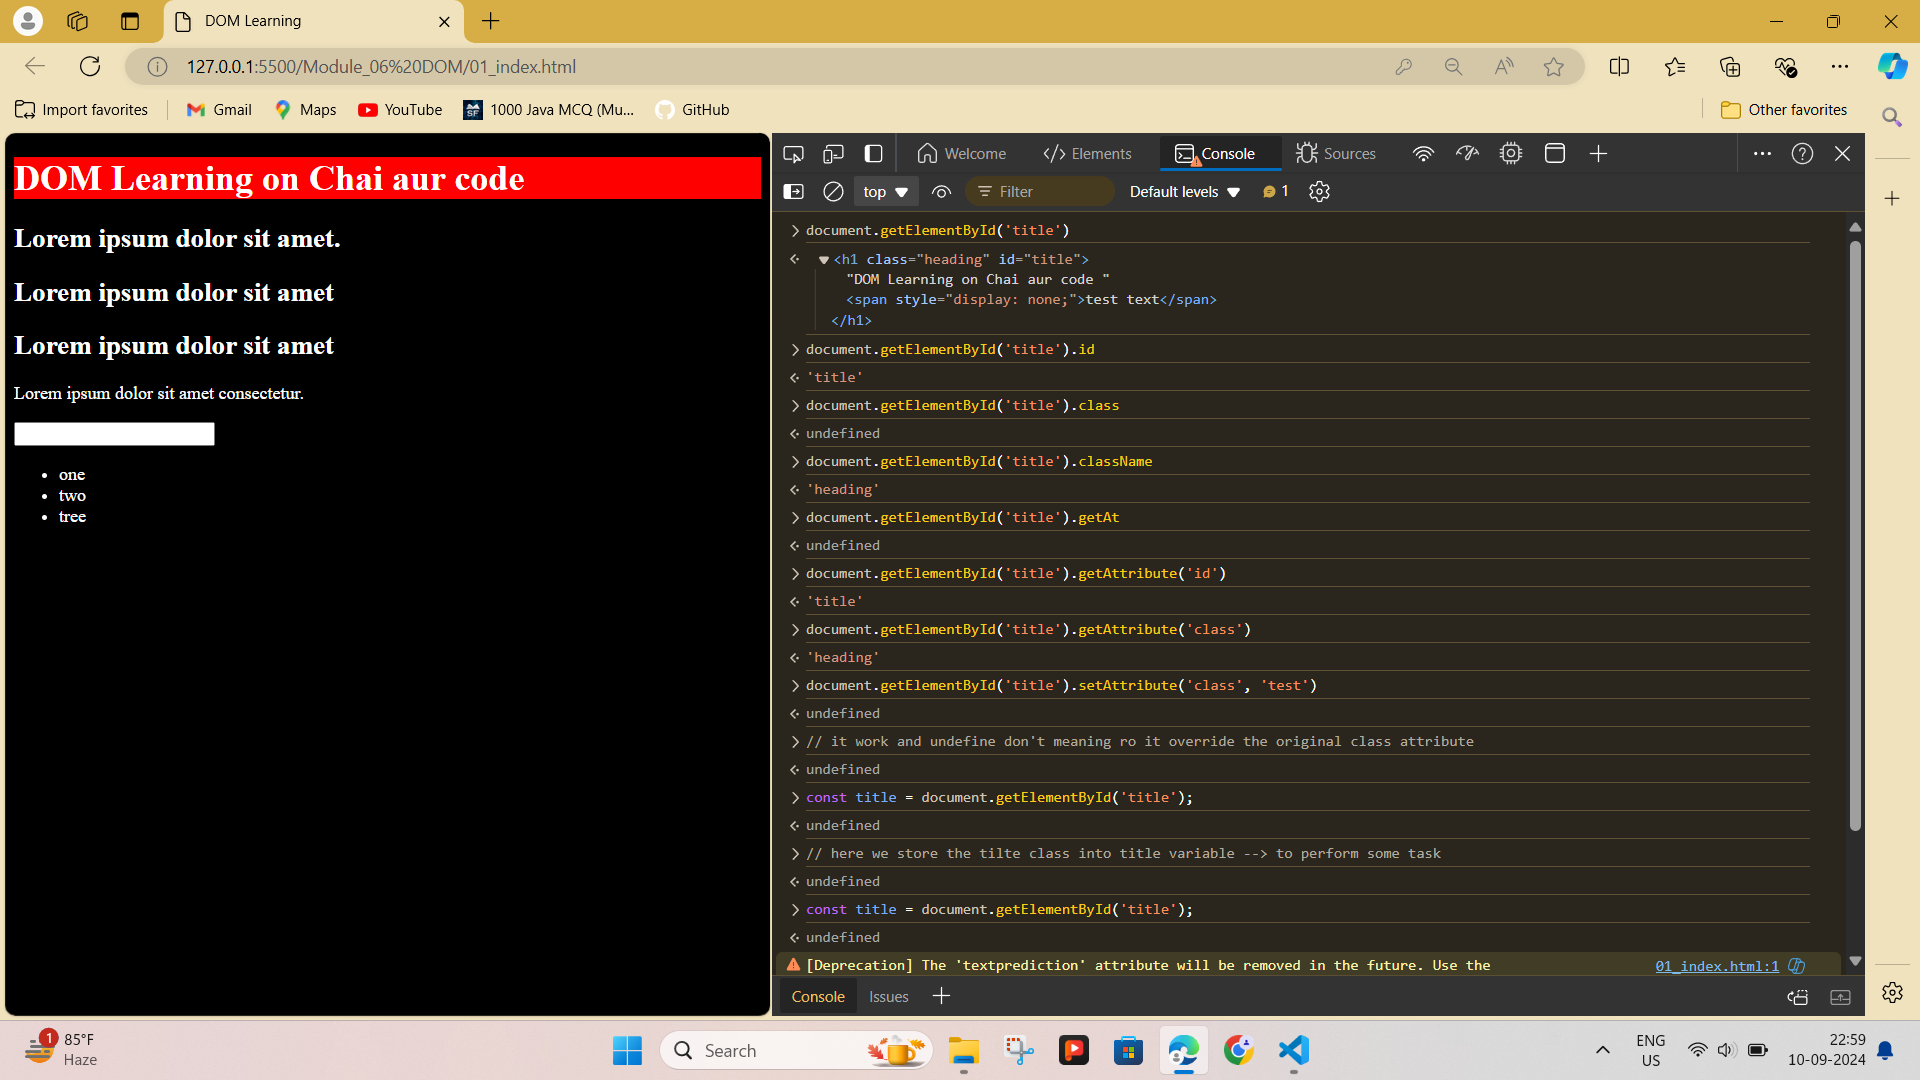 DOM Learning
127.0.0.1:5500/Module_06%20DOM/01_index.html
Import favorites
Gmail
Maps
YouTube
1000 Java MCQ (Mu...
GitHub
Other favorites
DOM Learning on Chai aur code
Lorem ipsum dolor sit amet.
Lorem ipsum dolor sit amet
Lorem ipsum dolor sit amet
Lorem ipsum dolor sit amet consectetur.
• one
• two
• tree
Welcome
Elements
Console
Sources
top
Filter
Default levels
1
document.getElementById('title')
<h1 class="heading" id="title">
"DOM Learning on Chai aur code "
<span style="display: none;">test text</span>
</h1>
document.getElementById('title').id
'title'
document.getElementById('title').class
undefined
document.getElementById('title').className
'heading'
document.getElementById('title').getAt
undefined
document.getElementById('title').getAttribute('id')
'title'
document.getElementById('title').getAttribute('class')
'heading'
document.getElementById('title').setAttribute('class', 'test')
undefined
// it work and undefine don't meaning ro it override the original class attribute
undefined
const title = document.getElementById('title');
undefined
// here we store the tilte class into title variable --> to perform some task
undefined
const title = document.getElementById('title');
undefined
[Deprecation] The 'textprediction' attribute will be removed in the future. Use the
01_index.html:1
Console
Issues
1
85°F
Haze
Search
ENG
US
22:59
10-09-2024